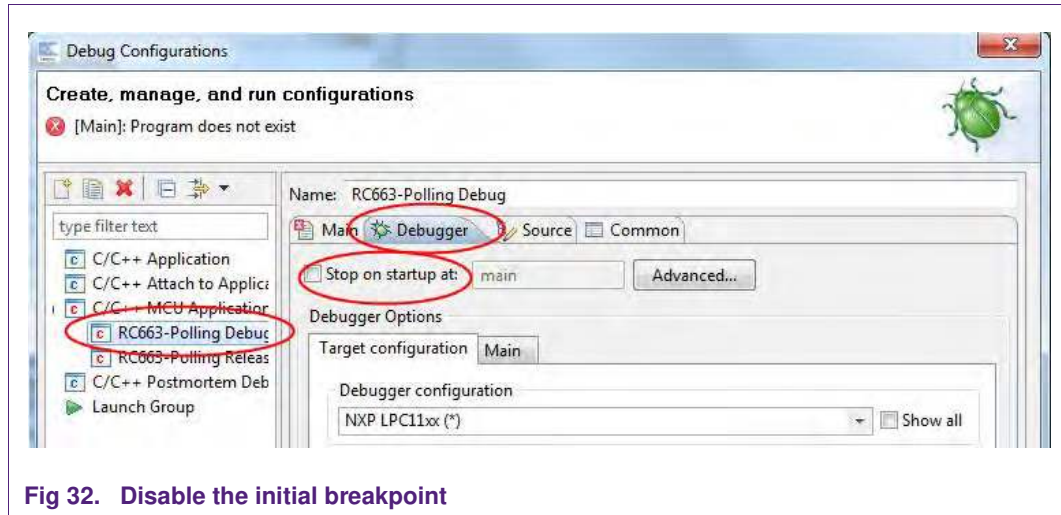 Debug Configurations
Create, manage, and run configurations
[Main]: Program does not exist
Name: RC663-Polling Debug
type filter text
Main Debugger Source Common
C/C++ Application
C/C++ Attach to Applica
C/C++ MCU Application
RC663-Polling Debug
RC663-Polling Releas
C/C++ Postmortem Deb
Launch Group
Stop on startup at: main Advanced...
Debugger Options
Target configuration Main
Debugger configuration
NXP LPC11xx (*) Show all
Fig 32. Disable the initial breakpoint